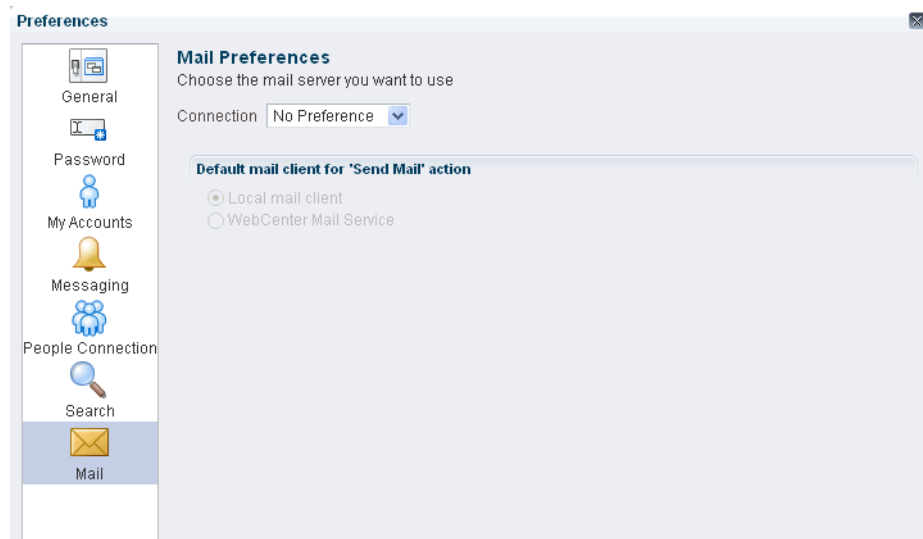 Preferences
General
Password
My Accounts
Messaging
People Connection
Search
Mail
Mail Preferences
Choose the mail server you want to use
Connection No Preference
Default mail client for 'Send Mail' action
Local mail client
WebCenter Mail Service